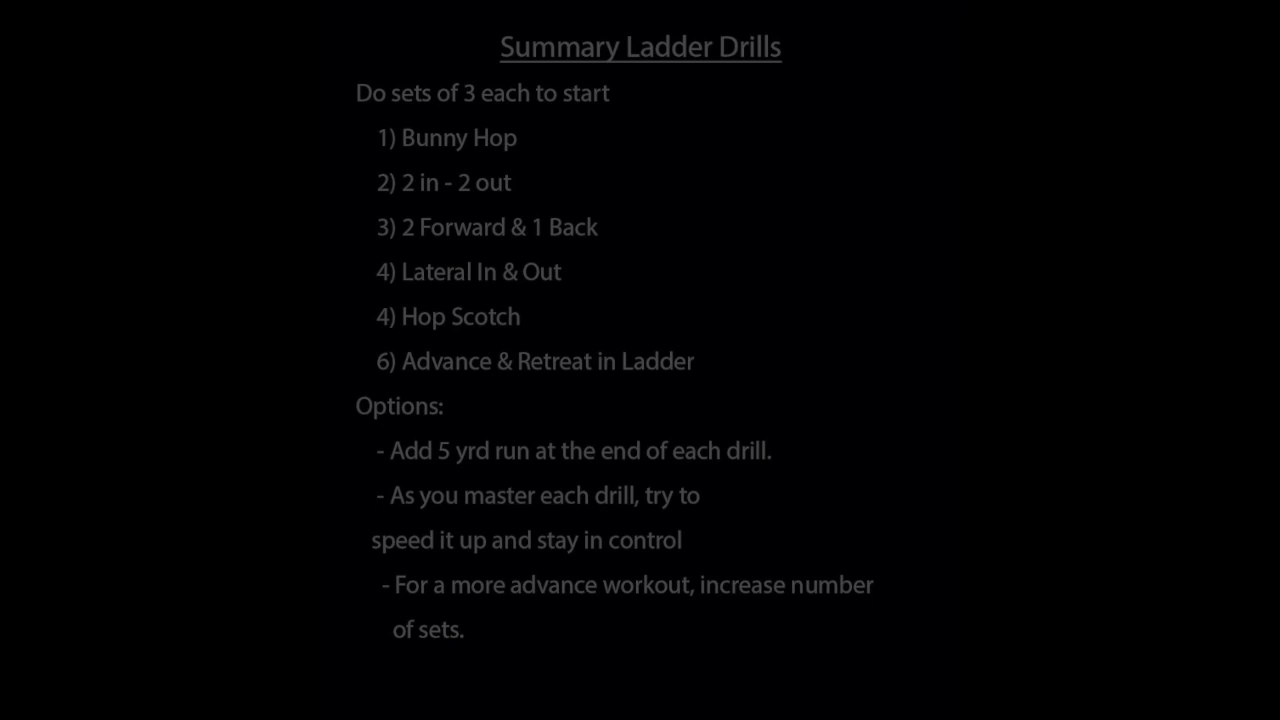 Summary Ladder Drills
Do sets of 3 each to start
1) Bunny Hop
2) 2 in - 2 out
3) 2 Forward & 1 Back
4) Lateral In & Out
4) Hop Scotch
6) Advance & Retreat in Ladder
Options:
- Add 5 yrd run at the end of each drill.
- As you master each drill, try to
speed it up and stay in control
- For a more advance workout, increase number
of sets.